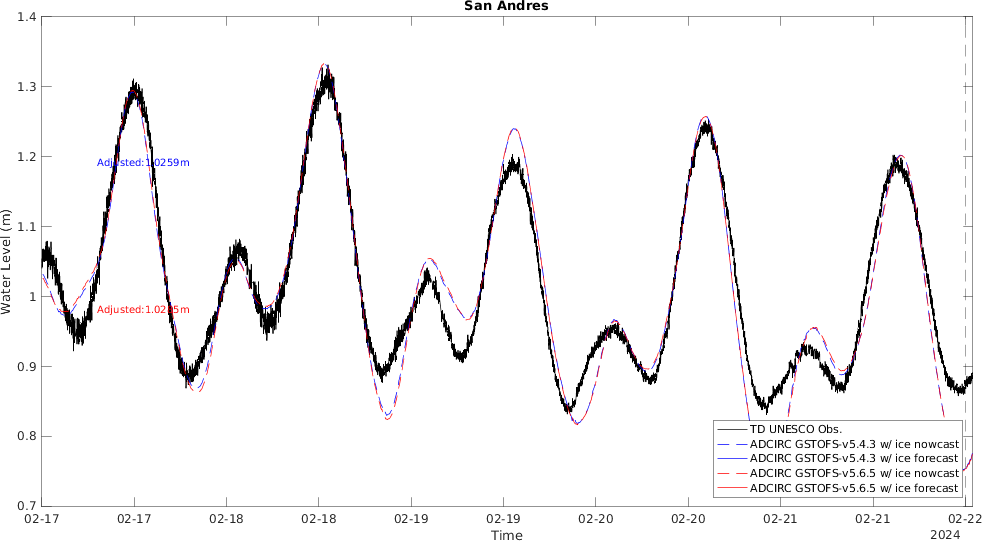 San Andres
1.4
1.3
1.2
1.1
1
0.9
0.8
0.7
Water Level (m)
Adjusted:1.0259m
TD UNESCO Obs.
ADCIRC GSTOFS-v5.4.3 w/ ice nowcast
ADCIRC GSTOFS-v5.4.3 w/ ice forecast
ADCIRC GSTOFS-v5.6.5 w/ ice nowcast
ADCIRC GSTOFS-v5.6.5 w/ ice forecast
02-17 02-17 02-18 02-18 02-19 02-19 02-20 02-20 02-21 02-21 02-22
Time 2024